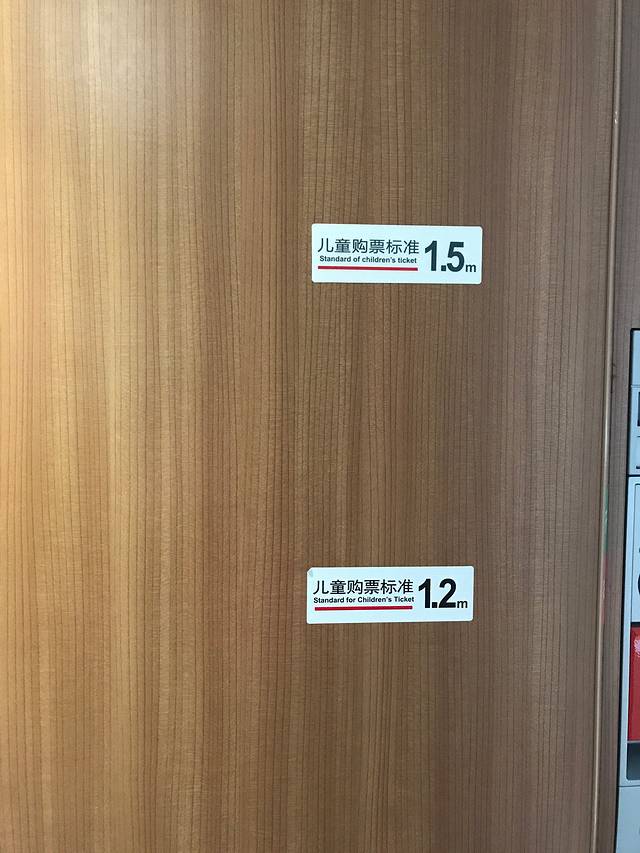 儿童购票标准
Standard of children's ticket
1.5m
儿童购票标准
Standard for Children's Ticket
1.2m